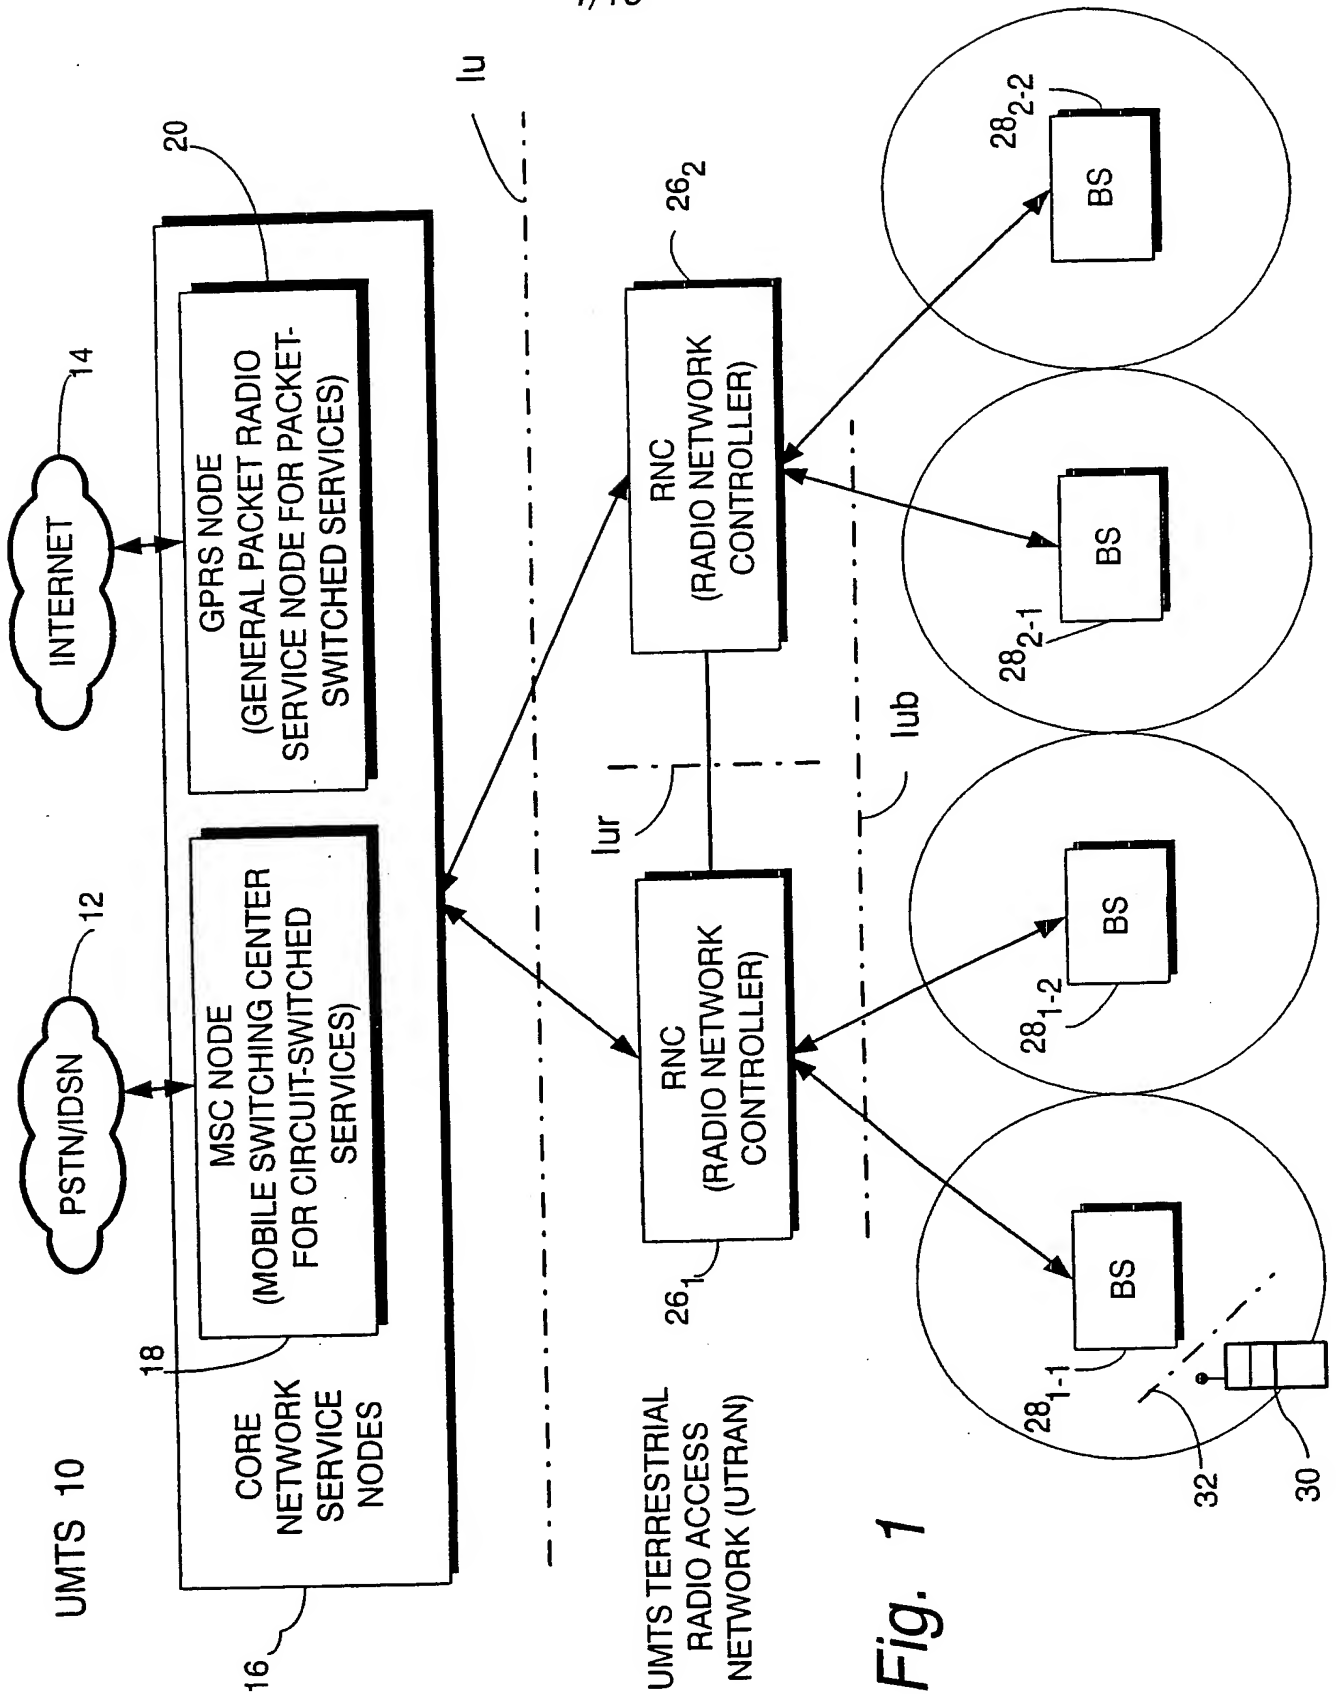 UMTS 10
PSTN/IDSN
12
INTERNET
14
16
CORE
NETWORK
SERVICE
NODES
18
MSC NODE
(MOBILE SWITCHING CENTER
FOR CIRCUIT-SWITCHED
SERVICES)
20
GPRS NODE
(GENERAL PACKET RADIO
SERVICE NODE FOR PACKET-
SWITCHED SERVICES)
Iu
UMTS TERRESTRIAL
RADIO ACCESS
NETWORK (UTRAN)
26₁
RNC
(RADIO NETWORK
CONTROLLER)
Iur
26₂
RNC
(RADIO NETWORK
CONTROLLER)
Iub
28₁₋₁
BS
28₁₋₂
BS
28₂₋₁
BS
28₂₋₂
BS
32
30
Fig. 1